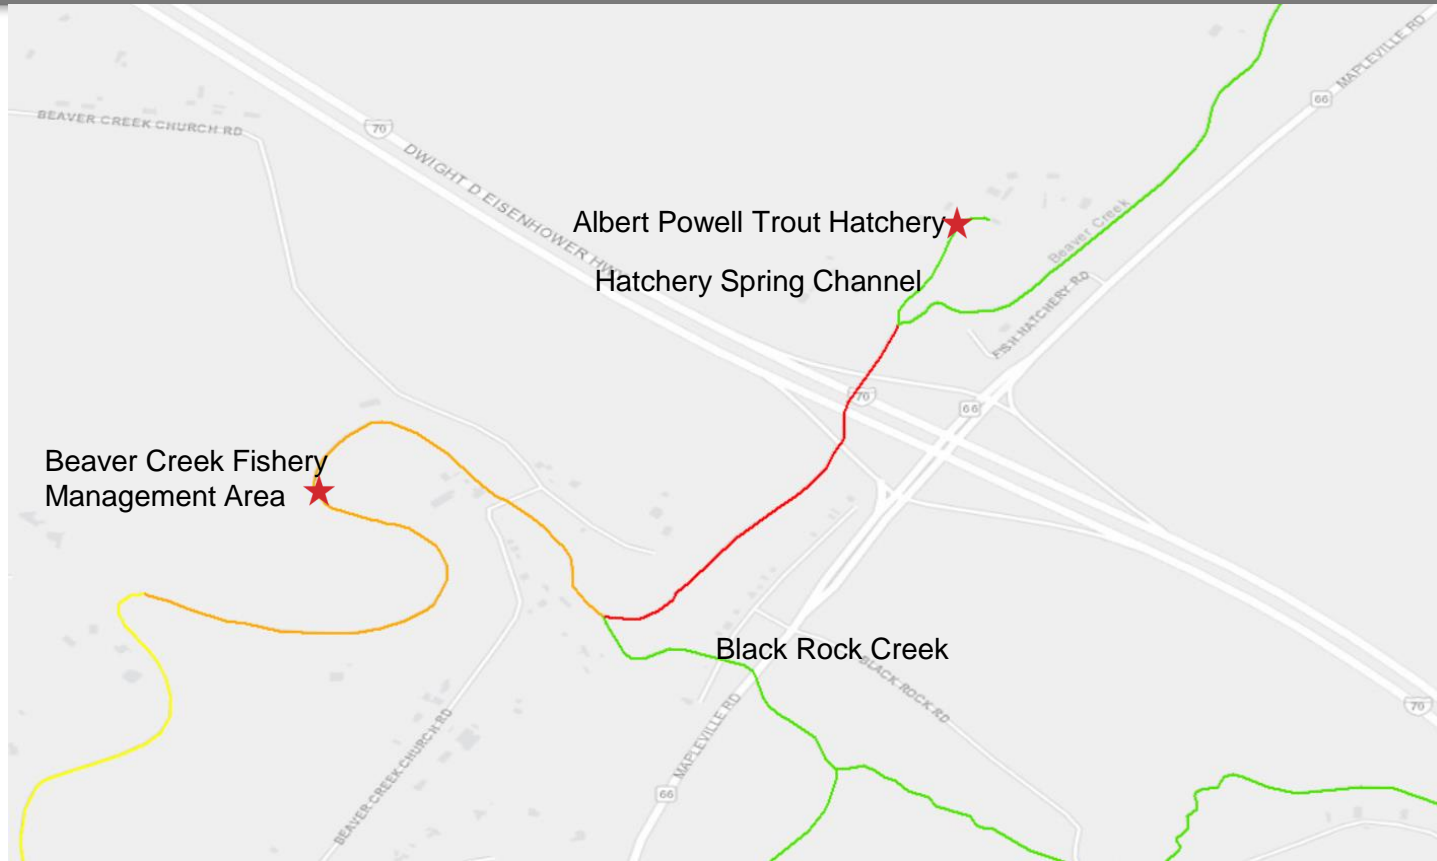 MAPLEVILLE RD
66
BEAVER CREEK CHURCH RD
70
DWIGHT D EISENHOWER HWY
Albert Powell Trout Hatchery
Beaver Creek
Hatchery Spring Channel
FISH HATCHERY RD
70
66
Beaver Creek Fishery
Management Area
Black Rock Creek
BLACK ROCK RD
MAPLEVILLE RD
BEAVER CREEK CHURCH RD
70
66